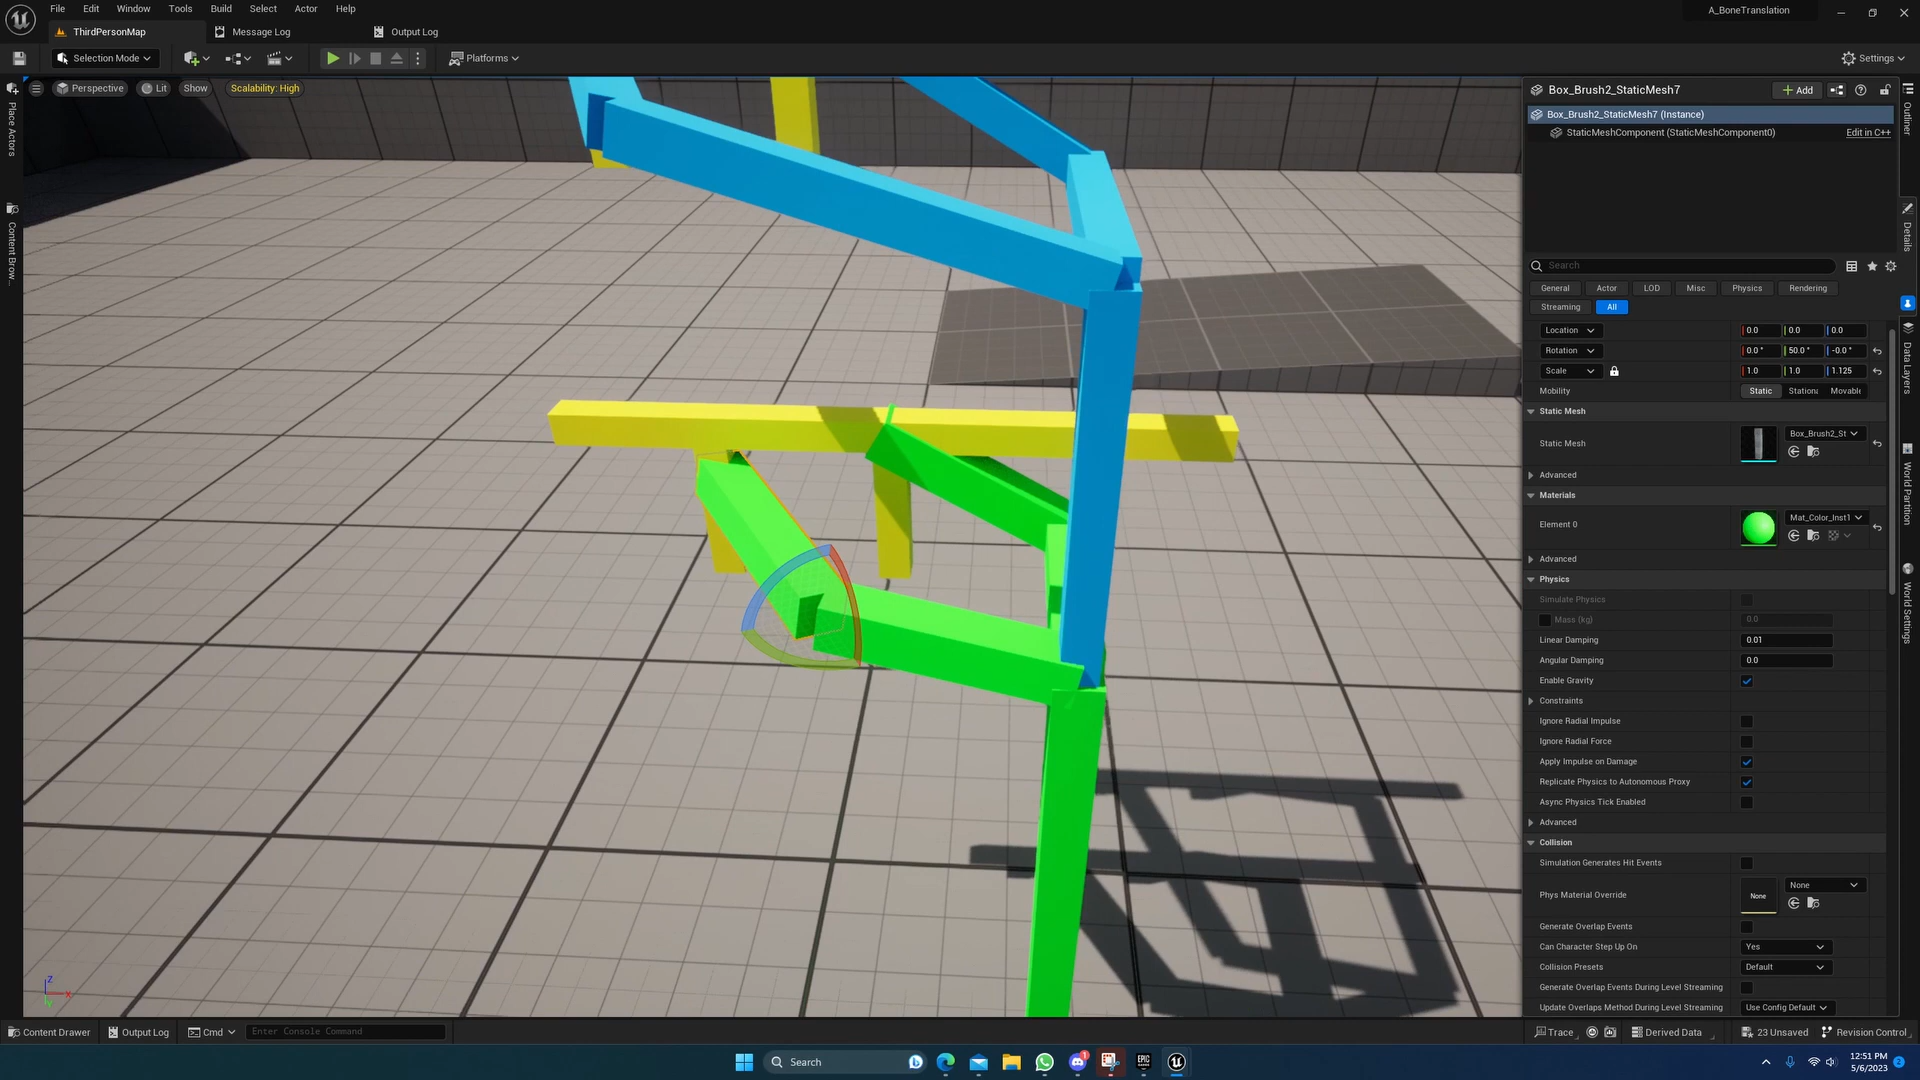 File Edit Window Tools Build Select Actor Help
A_BoneTranslation
ThirdPersonMap
Message Log
Output Log
Selection Mode
Platforms
Settings
Perspective
Lit
Show
Scalability: High
Place Actors
Content Brow...
Box_Brush2_StaticMesh7
+ Add
Box_Brush2_StaticMesh7 (Instance)
StaticMeshComponent (StaticMeshComponent0)
Edit in C++
Search
General Actor LOD Misc Physics Rendering
Streaming All
Location 0.0 0.0 0.0
Rotation 0.0 ° 50.0 ° -0.0 °
Scale 1.0 1.0 1.125
Mobility Static Stationa Movable
Static Mesh
Static Mesh
Box_Brush2_St
Advanced
Materials
Element 0
Mat_Color_Inst1
Advanced
Physics
Simulate Physics
Mass (kg) 0.0
Linear Damping 0.01
Angular Damping 0.0
Enable Gravity
Constraints
Ignore Radial Impulse
Ignore Radial Force
Apply Impulse on Damage
Replicate Physics to Autonomous Proxy
Async Physics Tick Enabled
Advanced
Collision
Simulation Generates Hit Events
Phys Material Override None None
Generate Overlap Events
Can Character Step Up On Yes
Collision Presets Default
Generate Overlap Events During Level Streaming
Update Overlaps Method During Level Streaming Use Config Default
Outliner
Details
Data Layers
World Partition
World Settings
Z
X
Y
Content Drawer
Output Log
Cmd
Enter Console Command
Trace
Derived Data
23 Unsaved
Revision Control
Search
1
EPIC
12:51 PM
5/6/2023
2